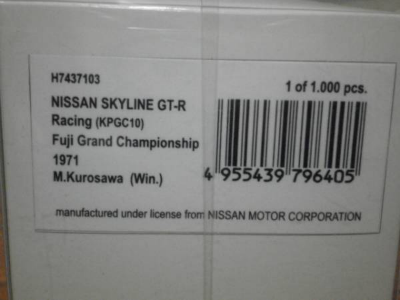 H7437103
1 of 1.000 pcs.
NISSAN SKYLINE GT-R
Racing (KPGC10)
Fuji Grand Championship
1971
M.Kurosawa (Win.)
4 955439 796405
manufactured under license from NISSAN MOTOR CORPORATION